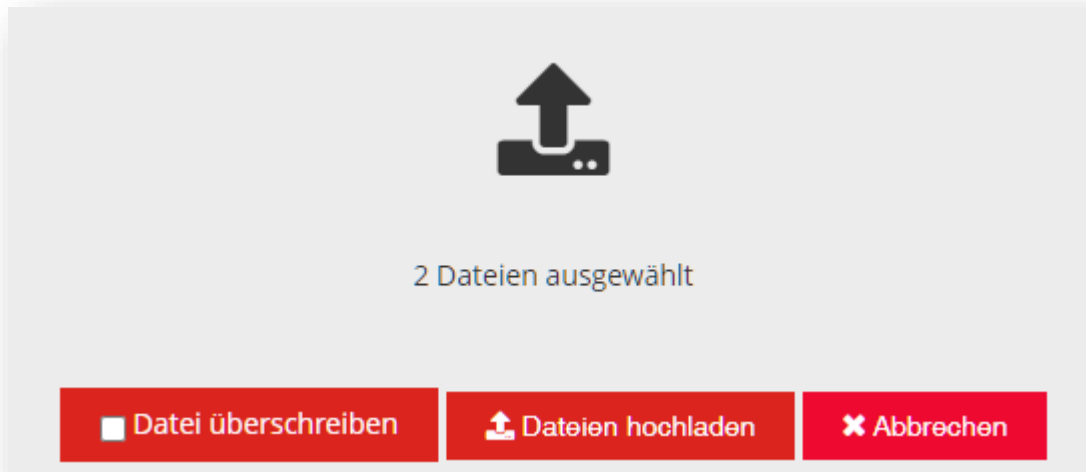 2 Dateien ausgewählt
Datei überschreiben
Dateien hochladen
Abbrechen